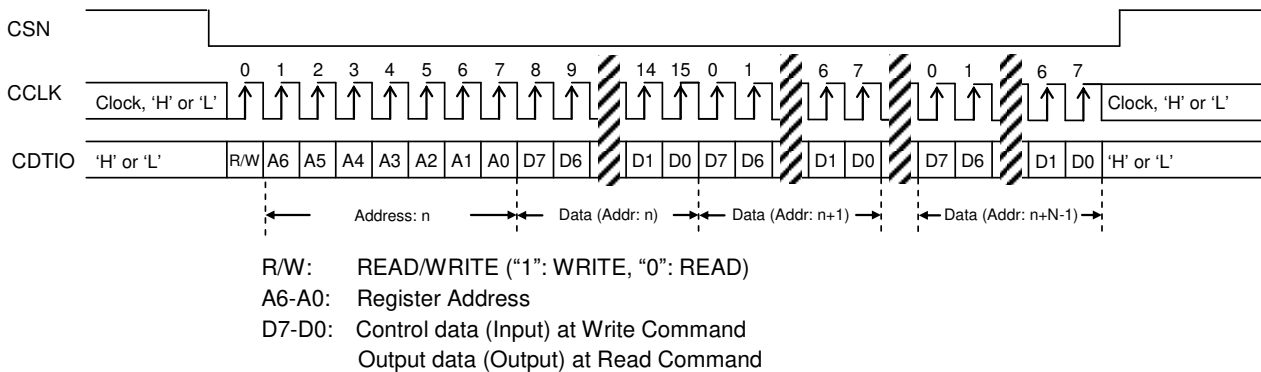 CSN
0 1 2 3 4 5 6 7 8 9 14 15 0 1 6 7 0 1 6 7
CCLK Clock, ‘H’ or ‘L’ Clock, ‘H’ or ‘L’
CDTIO ‘H’ or ‘L’ R/W A6 A5 A4 A3 A2 A1 A0 D7 D6 D1 D0 D7 D6 D1 D0 D7 D6 D1 D0 ‘H’ or ‘L’
Address: n Data (Addr: n) Data (Addr: n+1) Data (Addr: n+N-1)
R/W: READ/WRITE (“1”: WRITE, “0”: READ)
A6-A0: Register Address
D7-D0: Control data (Input) at Write Command
Output data (Output) at Read Command